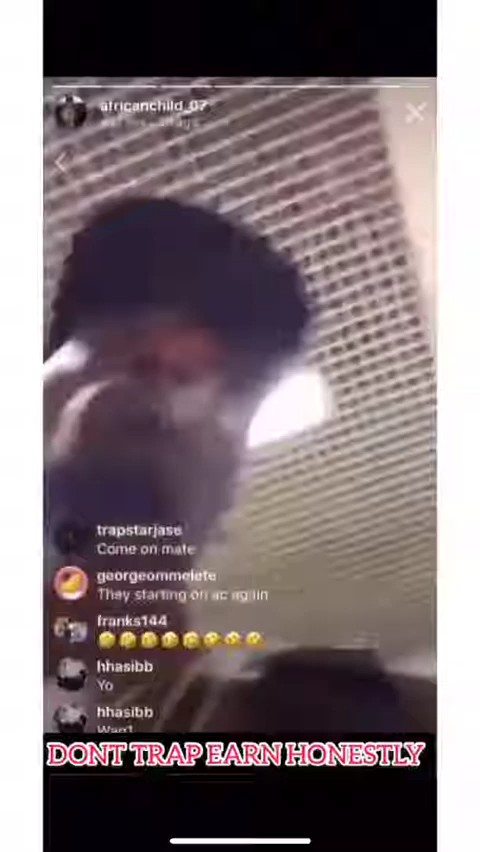 africanchild_07
trapstarjase
Come on mate
georgeommelete
They starting on ac again
franks144
🤣🤣🤣🤣🤣🤣🤣🤣
hhasibb
Yo
hhasibb
DONT TRAP EARN HONESTLY